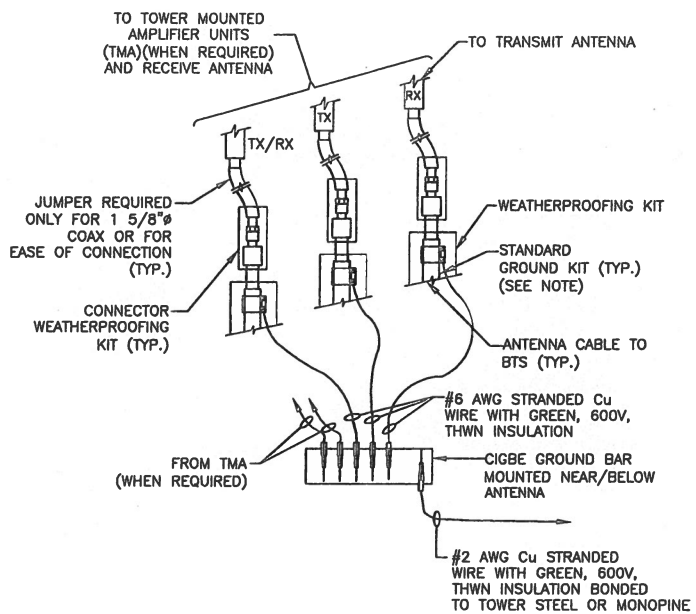 TO TOWER MOUNTED
AMPLIFIER UNITS
(TMA)(WHEN REQUIRED)
AND RECEIVE ANTENNA
TO TRANSMIT ANTENNA
RX
TX
TX/RX
JUMPER REQUIRED
ONLY FOR 1 5/8"ø
COAX OR FOR
EASE OF CONNECTION
(TYP.)
WEATHERPROOFING KIT
STANDARD
GROUND KIT (TYP.)
(SEE NOTE)
CONNECTOR
WEATHERPROOFING
KIT (TYP.)
ANTENNA CABLE TO
BTS (TYP.)
#6 AWG STRANDED Cu
WIRE WITH GREEN, 600V,
THWN INSULATION
FROM TMA
(WHEN REQUIRED)
CIGBE GROUND BAR
MOUNTED NEAR/BELOW
ANTENNA
#2 AWG Cu STRANDED
WIRE WITH GREEN, 600V,
THWN INSULATION BONDED
TO TOWER STEEL OR MONOPINE